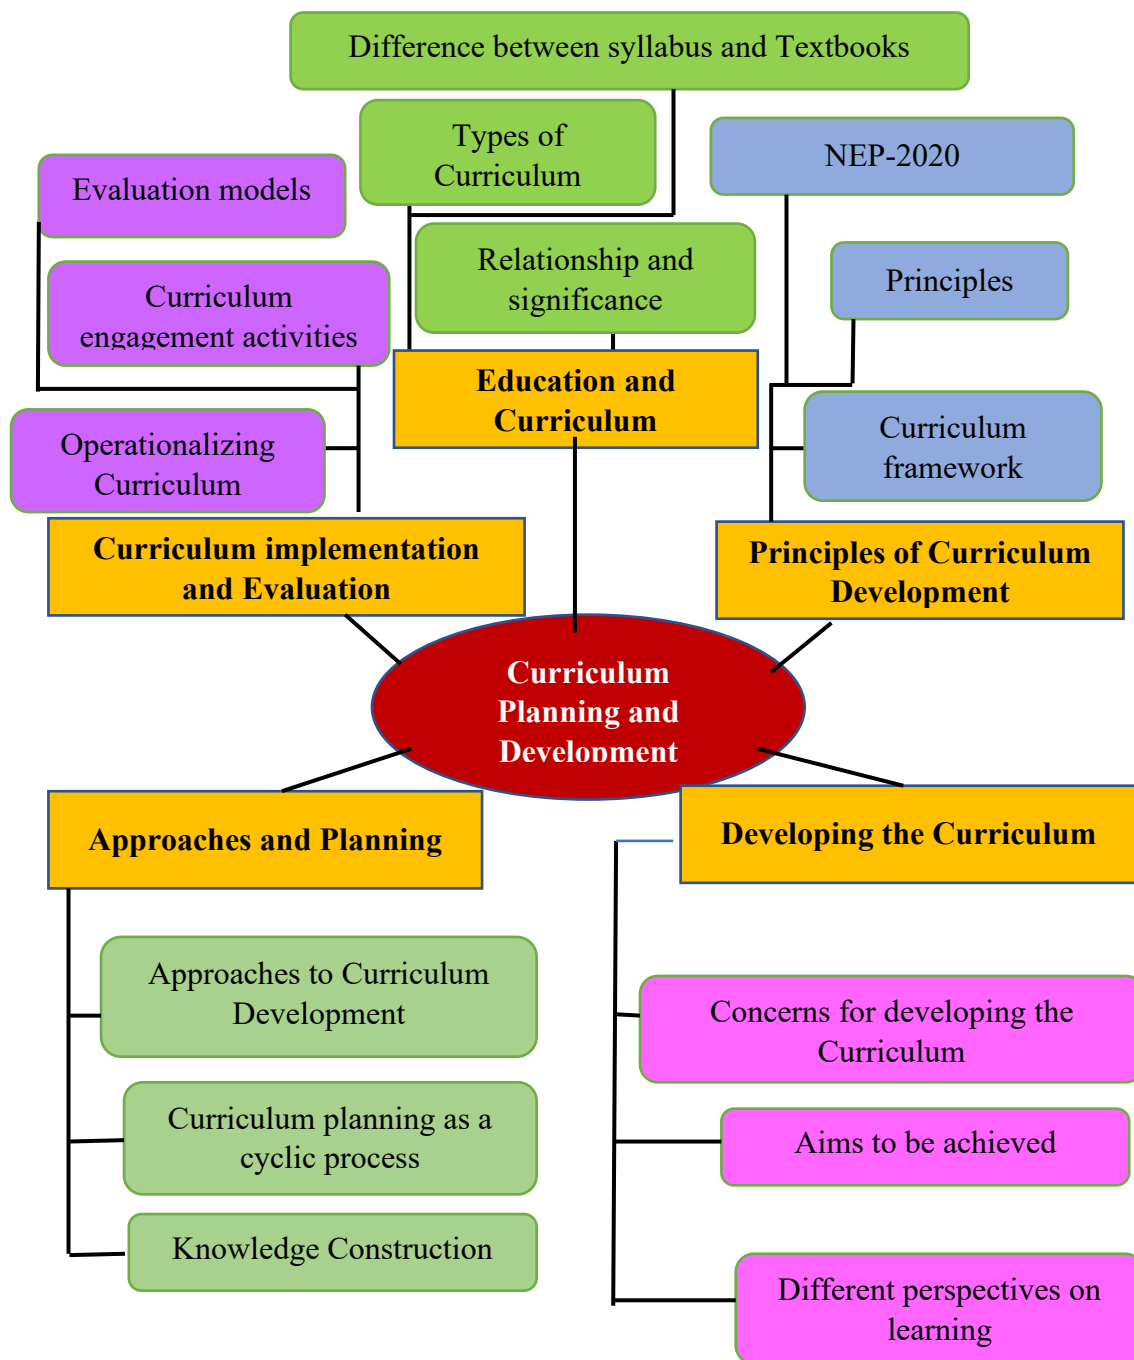 Difference between syllabus and Textbooks
Types of
Curriculum
NEP-2020
Evaluation models
Relationship and
significance
Principles
Curriculum
engagement activities
Education and
Curriculum
Curriculum
framework
Operationalizing
Curriculum
Curriculum implementation
and Evaluation
Principles of Curriculum
Development
Curriculum
Planning and
Development
Approaches and Planning
Developing the Curriculum
Approaches to Curriculum
Development
Concerns for developing the
Curriculum
Curriculum planning as a
cyclic process
Aims to be achieved
Knowledge Construction
Different perspectives on
learning